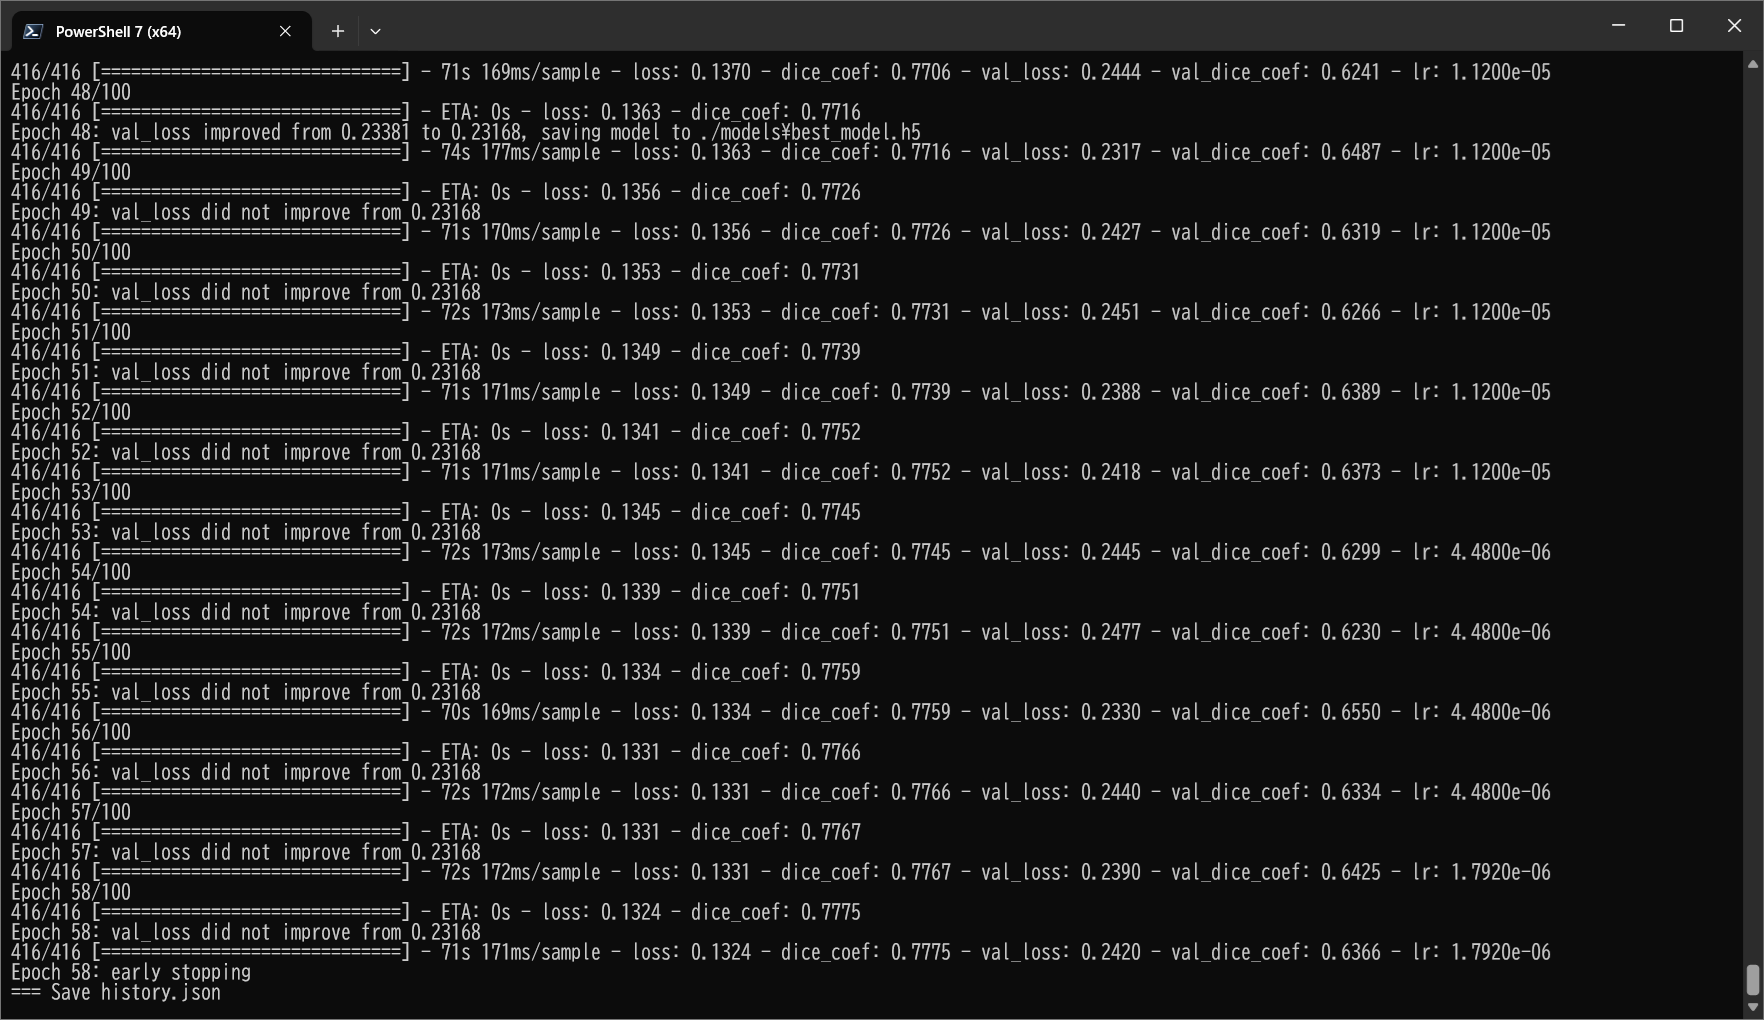 PowerShell 7 (x64)
416/416 [==============================] - 71s 169ms/sample - loss: 0.1370 - dice_coef: 0.7706 - val_loss: 0.2444 - val_dice_coef: 0.6241 - lr: 1.1200e-05
Epoch 48/100
416/416 [==============================] - ETA: 0s - loss: 0.1363 - dice_coef: 0.7716
Epoch 48: val_loss improved from 0.23381 to 0.23168, saving model to ./models¥best_model.h5
416/416 [==============================] - 74s 177ms/sample - loss: 0.1363 - dice_coef: 0.7716 - val_loss: 0.2317 - val_dice_coef: 0.6487 - lr: 1.1200e-05
Epoch 49/100
416/416 [==============================] - ETA: 0s - loss: 0.1356 - dice_coef: 0.7726
Epoch 49: val_loss did not improve from 0.23168
416/416 [==============================] - 71s 170ms/sample - loss: 0.1356 - dice_coef: 0.7726 - val_loss: 0.2427 - val_dice_coef: 0.6319 - lr: 1.1200e-05
Epoch 50/100
416/416 [==============================] - ETA: 0s - loss: 0.1353 - dice_coef: 0.7731
Epoch 50: val_loss did not improve from 0.23168
416/416 [==============================] - 72s 173ms/sample - loss: 0.1353 - dice_coef: 0.7731 - val_loss: 0.2451 - val_dice_coef: 0.6266 - lr: 1.1200e-05
Epoch 51/100
416/416 [==============================] - ETA: 0s - loss: 0.1349 - dice_coef: 0.7739
Epoch 51: val_loss did not improve from 0.23168
416/416 [==============================] - 71s 171ms/sample - loss: 0.1349 - dice_coef: 0.7739 - val_loss: 0.2388 - val_dice_coef: 0.6389 - lr: 1.1200e-05
Epoch 52/100
416/416 [==============================] - ETA: 0s - loss: 0.1341 - dice_coef: 0.7752
Epoch 52: val_loss did not improve from 0.23168
416/416 [==============================] - 71s 171ms/sample - loss: 0.1341 - dice_coef: 0.7752 - val_loss: 0.2418 - val_dice_coef: 0.6373 - lr: 1.1200e-05
Epoch 53/100
416/416 [==============================] - ETA: 0s - loss: 0.1345 - dice_coef: 0.7745
Epoch 53: val_loss did not improve from 0.23168
416/416 [==============================] - 72s 173ms/sample - loss: 0.1345 - dice_coef: 0.7745 - val_loss: 0.2445 - val_dice_coef: 0.6299 - lr: 4.4800e-06
Epoch 54/100
416/416 [==============================] - ETA: 0s - loss: 0.1339 - dice_coef: 0.7751
Epoch 54: val_loss did not improve from 0.23168
416/416 [==============================] - 72s 172ms/sample - loss: 0.1339 - dice_coef: 0.7751 - val_loss: 0.2477 - val_dice_coef: 0.6230 - lr: 4.4800e-06
Epoch 55/100
416/416 [==============================] - ETA: 0s - loss: 0.1334 - dice_coef: 0.7759
Epoch 55: val_loss did not improve from 0.23168
416/416 [==============================] - 70s 169ms/sample - loss: 0.1334 - dice_coef: 0.7759 - val_loss: 0.2330 - val_dice_coef: 0.6550 - lr: 4.4800e-06
Epoch 56/100
416/416 [==============================] - ETA: 0s - loss: 0.1331 - dice_coef: 0.7766
Epoch 56: val_loss did not improve from 0.23168
416/416 [==============================] - 72s 172ms/sample - loss: 0.1331 - dice_coef: 0.7766 - val_loss: 0.2440 - val_dice_coef: 0.6334 - lr: 4.4800e-06
Epoch 57/100
416/416 [==============================] - ETA: 0s - loss: 0.1331 - dice_coef: 0.7767
Epoch 57: val_loss did not improve from 0.23168
416/416 [==============================] - 72s 172ms/sample - loss: 0.1331 - dice_coef: 0.7767 - val_loss: 0.2390 - val_dice_coef: 0.6425 - lr: 1.7920e-06
Epoch 58/100
416/416 [==============================] - ETA: 0s - loss: 0.1324 - dice_coef: 0.7775
Epoch 58: val_loss did not improve from 0.23168
416/416 [==============================] - 71s 171ms/sample - loss: 0.1324 - dice_coef: 0.7775 - val_loss: 0.2420 - val_dice_coef: 0.6366 - lr: 1.7920e-06
Epoch 58: early stopping
=== Save history.json